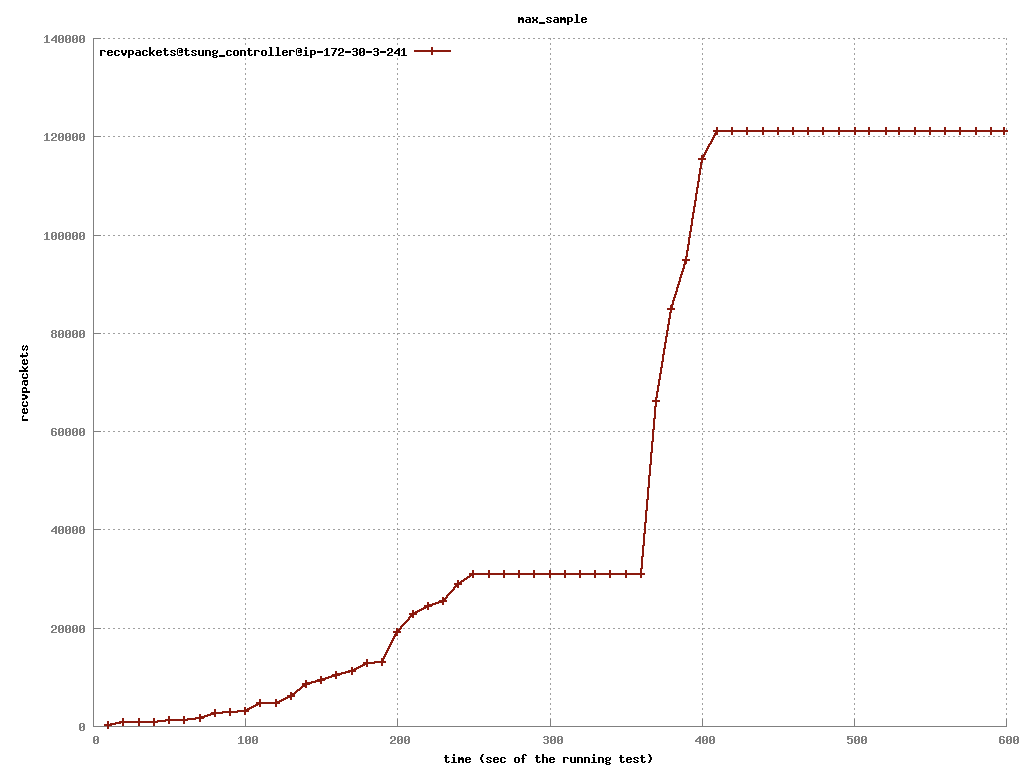 max_sample
140000
recvpackets@tsung_controller@ip-172-30-3-241
120000
100000
80000
recvpackets
60000
40000
20000
0
0 100 200 300 400 500 600
time (sec of the running test)